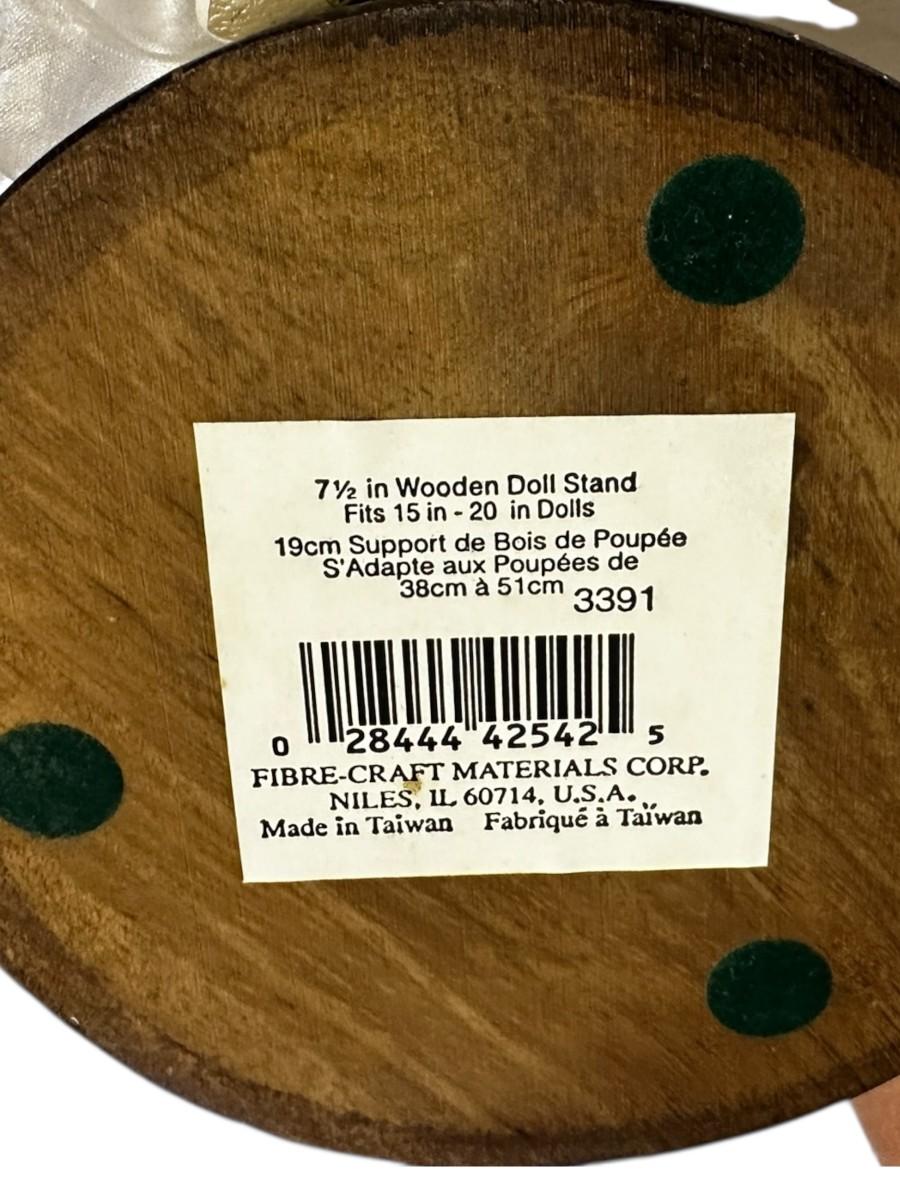 7½ in Wooden Doll Stand
Fits 15 in - 20 in Dolls
19cm Support de Bois de Poupée
S'Adapte aux Poupées de
38cm à 51cm
3391
0 28444 42542 5
FIBRE-CRAFT MATERIALS CORP.
NILES, IL 60714, U.S.A.
Made in Taiwan Fabriqué à Taïwan